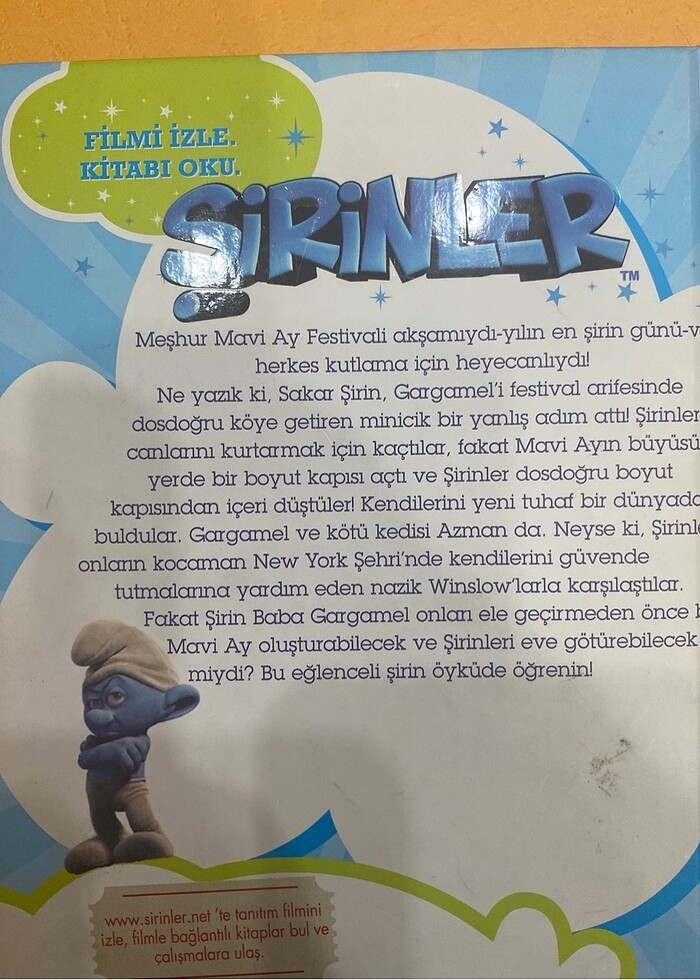 FİLMİ İZLE.
KİTABI OKU.
ŞİRİNLER
TM
Meşhur Mavi Ay Festivali akşamıydı-yılın en şirin günü-v
herkes kutlama için heyecanlıydı!
Ne yazık ki, Sakar Şirin, Gargamel'i festival arifesinde
dosdoğru köye getiren minicik bir yanlış adım attı! Şirinler
canlarını kurtarmak için kaçtılar, fakat Mavi Ayın büyüsü
yerde bir boyut kapısı açtı ve Şirinler dosdoğru boyut
kapısından içeri düştüler! Kendilerini yeni tuhaf bir dünyada
buldular. Gargamel ve kötü kedisi Azman da. Neyse ki, Şirinl
onların kocaman New York Şehri'nde kendilerini güvende
tutmalarına yardım eden nazik Winslow'larla karşılaştılar.
Fakat Şirin Baba Gargamel onları ele geçirmeden önce b
Mavi Ay oluşturabilecek ve Şirinleri eve götürebilecek
miydi? Bu eğlenceli şirin öyküde öğrenin!
www.sirinler.net 'te tanıtım filmini
izle, filmle bağlantılı kitaplar bul ve
çalışmalara ulaş.